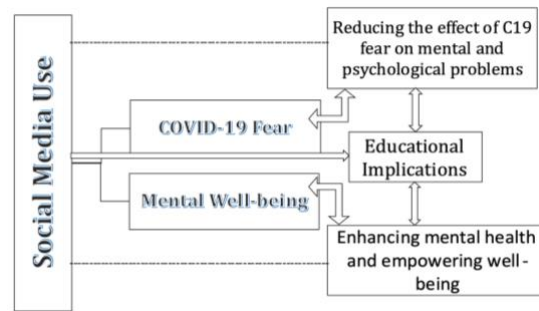 Social Media Use
Reducing the effect of C19
fear on mental and
psychological problems
COVID-19 Fear
Educational
Implications
Mental Well-being
Enhancing mental health
and empowering well-
being